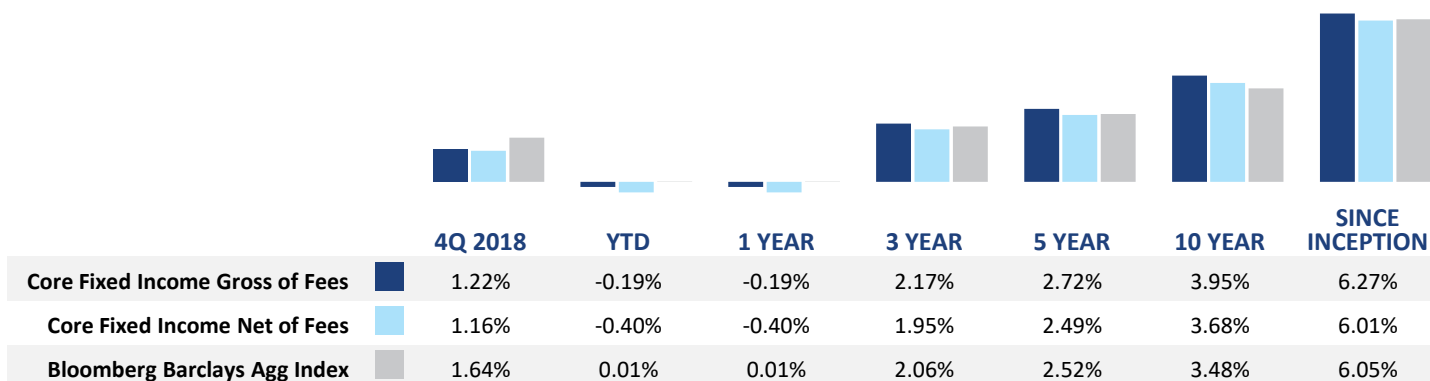 4Q 2018 YTD 1 YEAR 3 YEAR 5 YEAR 10 YEAR SINCE INCEPTION
Core Fixed Income Gross of Fees 1.22% -0.19% -0.19% 2.17% 2.72% 3.95% 6.27%
Core Fixed Income Net of Fees 1.16% -0.40% -0.40% 1.95% 2.49% 3.68% 6.01%
Bloomberg Barclays Agg Index 1.64% 0.01% 0.01% 2.06% 2.52% 3.48% 6.05%